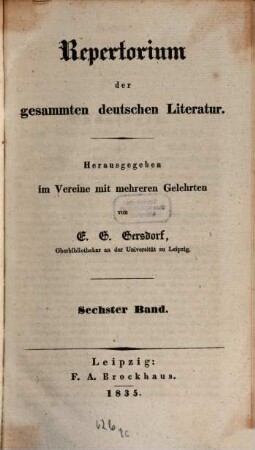 Repertorium
der
gesammten deutschen Literatur.
Herausgegeben
im Vereine mit mehreren Gelehrten
von
E. G. Gersdorf,
Oberbibliothekar an der Universität zu Leipzig.
Sechster Band.
Leipzig:
F. A. Brockhaus.
1835.